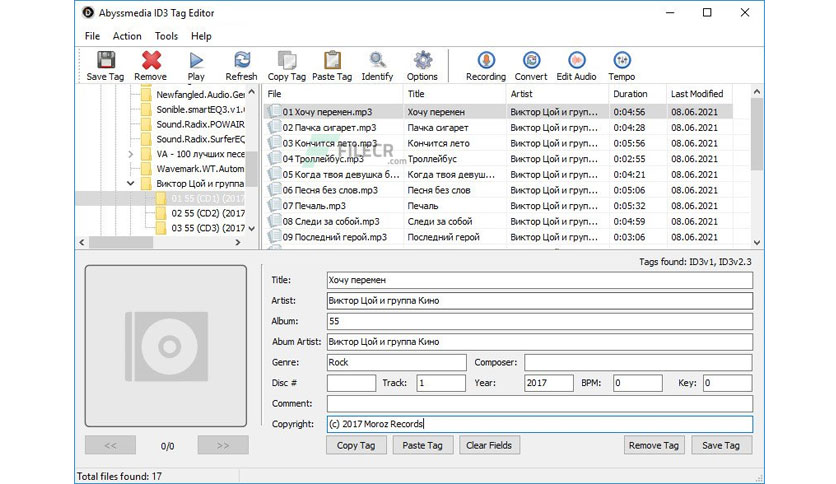 Abyssmedia ID3 Tag Editor
File Action Tools Help
Save Tag Remove Play Refresh Copy Tag Paste Tag Identify Options Recording Convert Edit Audio Tempo
Newfangled.Audio.Ger
Sonible.smartEQ3.v1.
Sound.Radix.POWAIR
Sound.Radix.SurferEQ
VA - 100 лучших песе
Wavemark.WT.Autom
Виктор Цой и группа
01 55 (CD1) (2017
02 55 (CD2) (2017
03 55 (CD3) (2017
File Title Artist Duration Last Modified
01 Хочу перемен.mp3 Хочу перемен Виктор Цой и груп... 0:04:56 08.06.2021
02 Пачка сигарет.mp3 Пачка сигарет Виктор Цой и груп... 0:04:28 08.06.2021
03 Кончится лето.mp3 Кончится лето Виктор Цой и груп... 0:05:56 08.06.2021
04 Троллейбус.mp3 Троллейбус Виктор Цой и груп... 0:02:55 08.06.2021
05 Когда твоя девушка б... Когда твоя девуш... Виктор Цой и груп... 0:04:21 08.06.2021
06 Песня без слов.mp3 Песня без слов Виктор Цой и груп... 0:05:06 08.06.2021
07 Печаль.mp3 Печаль Виктор Цой и груп... 0:05:32 08.06.2021
08 Следи за собой.mp3 Следи за собой Виктор Цой и груп... 0:04:59 08.06.2021
09 Последний герой.mp3 Последний герой Виктор Цой и груп... 0:03:06 08.06.2021
FILECR .com
Tags found: ID3v1, ID3v2.3
Title: Хочу перемен
Artist: Виктор Цой и группа Кино
Album: 55
Abum Artist: Виктор Цой и группа Кино
Genre: Rock Composer:
Disc # Track: 1 Year: 2017 BPM: 0 Key: 0
Comment:
Copyright: (c) 2017 Moroz Records
<< 0/0 >> Copy Tag Paste Tag Clear Fields Remove Tag Save Tag
Total files found: 17